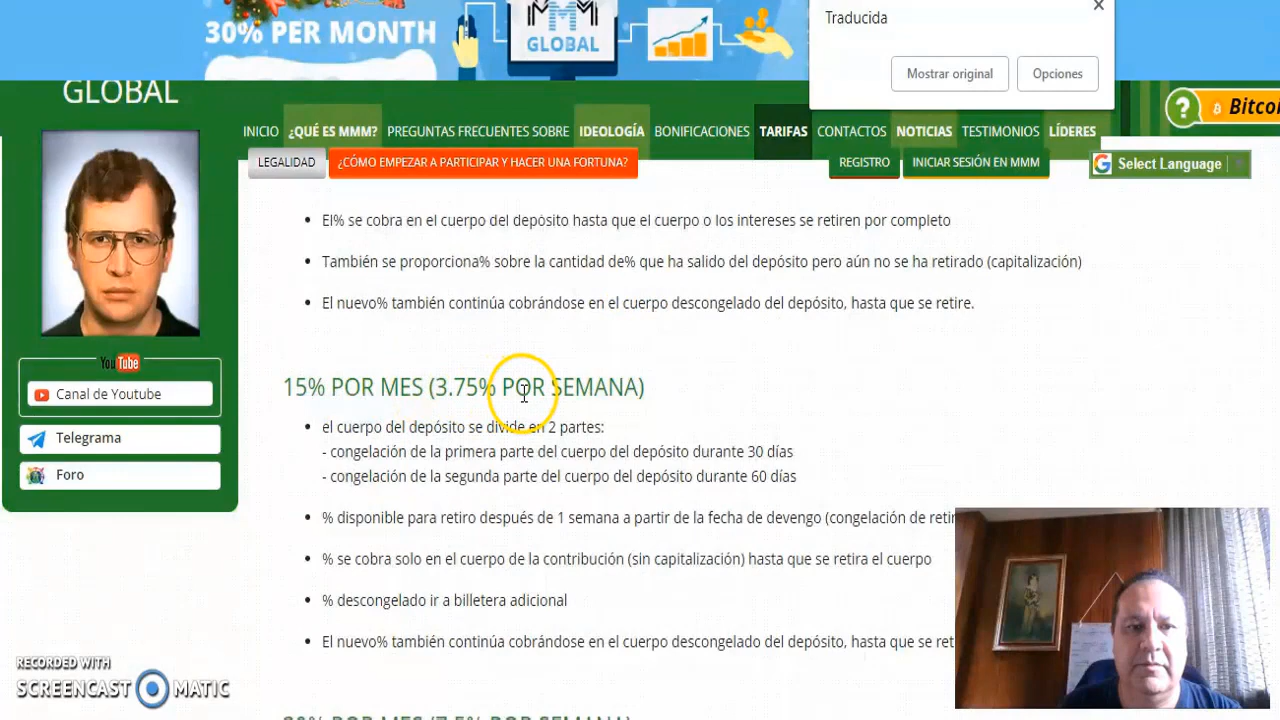 30% PER MONTH
MMM
GLOBAL
Traducida
Mostrar original
Opciones
GLOBAL
Bitco
INICIO
¿QUÉ ES MMM?
PREGUNTAS FRECUENTES SOBRE
IDEOLOGÍA
BONIFICACIONES
TARIFAS
CONTACTOS
NOTICIAS
TESTIMONIOS
LÍDERES
LEGALIDAD
¿CÓMO EMPEZAR A PARTICIPAR Y HACER UNA FORTUNA?
REGISTRO
INICIAR SESIÓN EN MMM
Select Language
• El% se cobra en el cuerpo del depósito hasta que el cuerpo o los intereses se retiren por completo
• También se proporciona% sobre la cantidad de% que ha salido del depósito pero aún no se ha retirado (capitalización)
• El nuevo% también continúa cobrándose en el cuerpo descongelado del depósito, hasta que se retire.
YouTube
Canal de Youtube
Telegrama
Foro
15% POR MES (3.75% POR SEMANA)
• el cuerpo del depósito se divide en 2 partes:
- congelación de la primera parte del cuerpo del depósito durante 30 días
- congelación de la segunda parte del cuerpo del depósito durante 60 días
• % disponible para retiro después de 1 semana a partir de la fecha de devengo (congelación de retir
• % se cobra solo en el cuerpo de la contribución (sin capitalización) hasta que se retira el cuerpo
• % descongelado ir a billetera adicional
• El nuevo% también continúa cobrándose en el cuerpo descongelado del depósito, hasta que se reti
30% POR MES (7.5% POR SEMANA)
RECORDED WITH
SCREENCAST MATIC